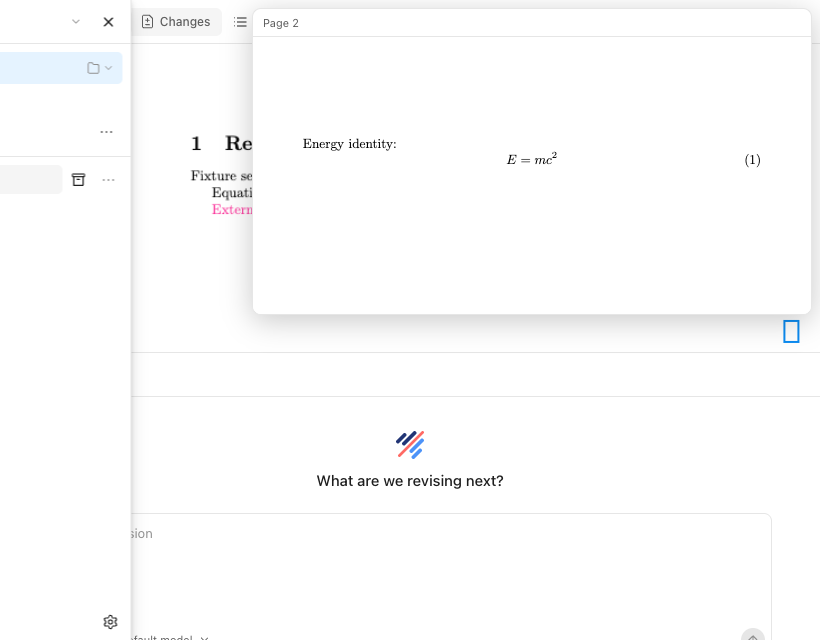 Changes
Page 2
1 Re
Energy identity:
E = mc² (1)
Fixture se
Equati
Extern
What are we revising next?
sion
fault model